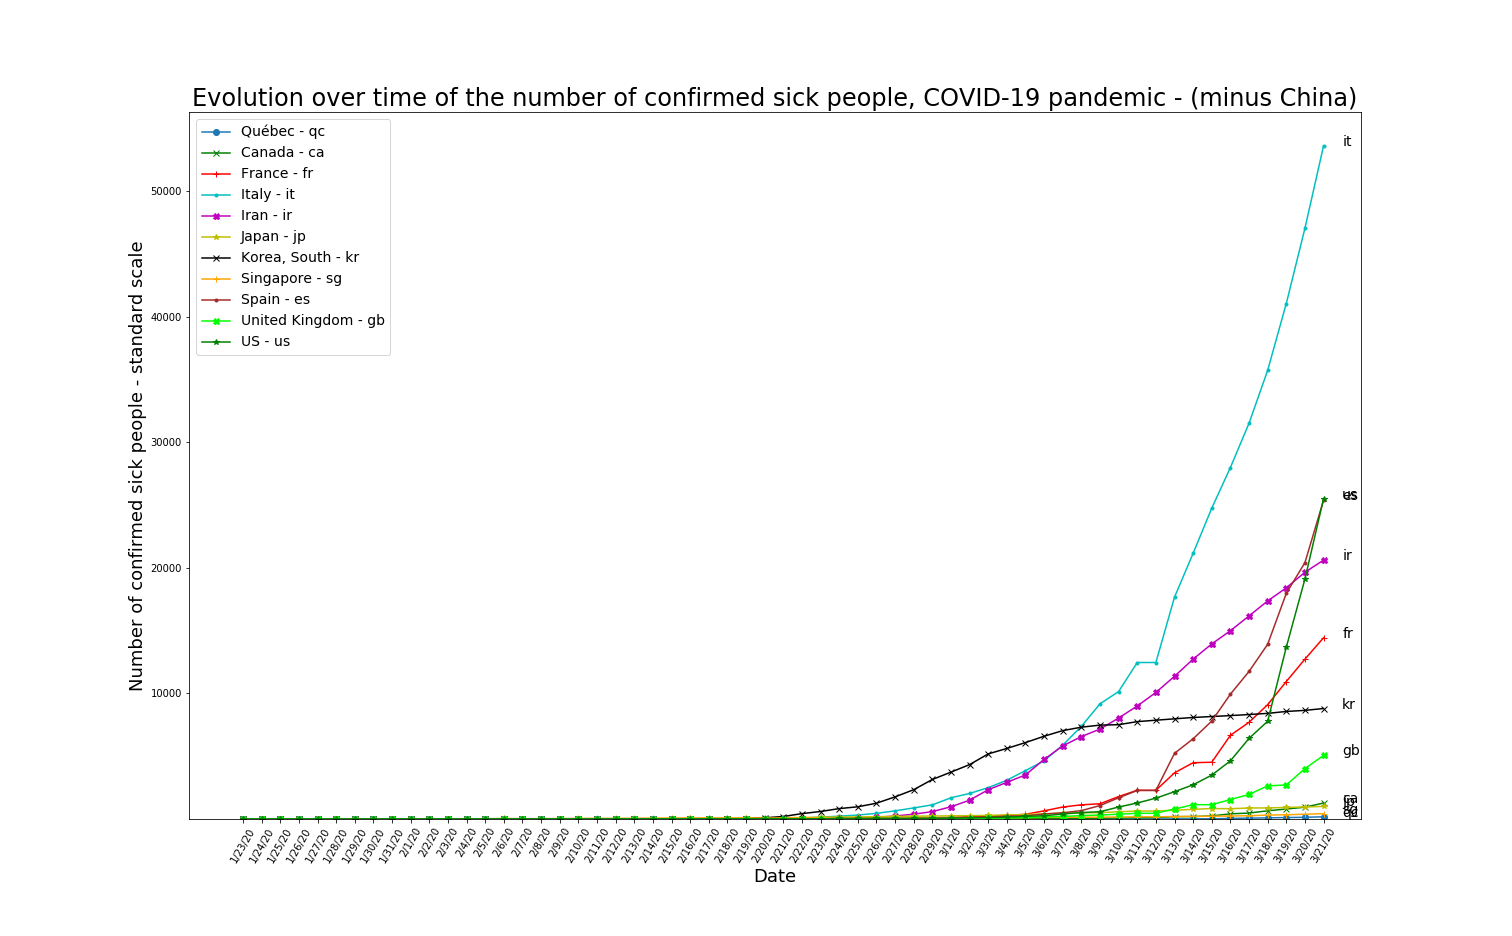 Evolution over time of the number of confirmed sick people, COVID-19 pandemic - (minus China)
Québec - qc
Canada - ca
France - fr
Italy - it
Iran - ir
Japan - jp
Korea, South - kr
Singapore - sg
Spain - es
United Kingdom - gb
US - us
Number of confirmed sick people - standard scale
50000
40000
30000
20000
10000
it
us
es
ir
fr
kr
gb
ca
1/23/20
1/24/20
1/25/20
1/26/20
1/27/20
1/28/20
1/29/20
1/30/20
1/31/20
2/1/20
2/2/20
2/3/20
2/4/20
2/5/20
2/6/20
2/7/20
2/8/20
2/9/20
2/10/20
2/11/20
2/12/20
2/13/20
2/14/20
2/15/20
2/16/20
2/17/20
2/18/20
2/19/20
2/20/20
2/21/20
2/22/20
2/23/20
2/24/20
2/25/20
2/26/20
2/27/20
2/28/20
2/29/20
3/1/20
3/2/20
3/3/20
3/4/20
3/5/20
3/6/20
3/7/20
3/8/20
3/9/20
3/10/20
3/11/20
3/12/20
3/13/20
3/14/20
3/15/20
3/16/20
3/17/20
3/18/20
3/19/20
3/20/20
3/21/20
Date